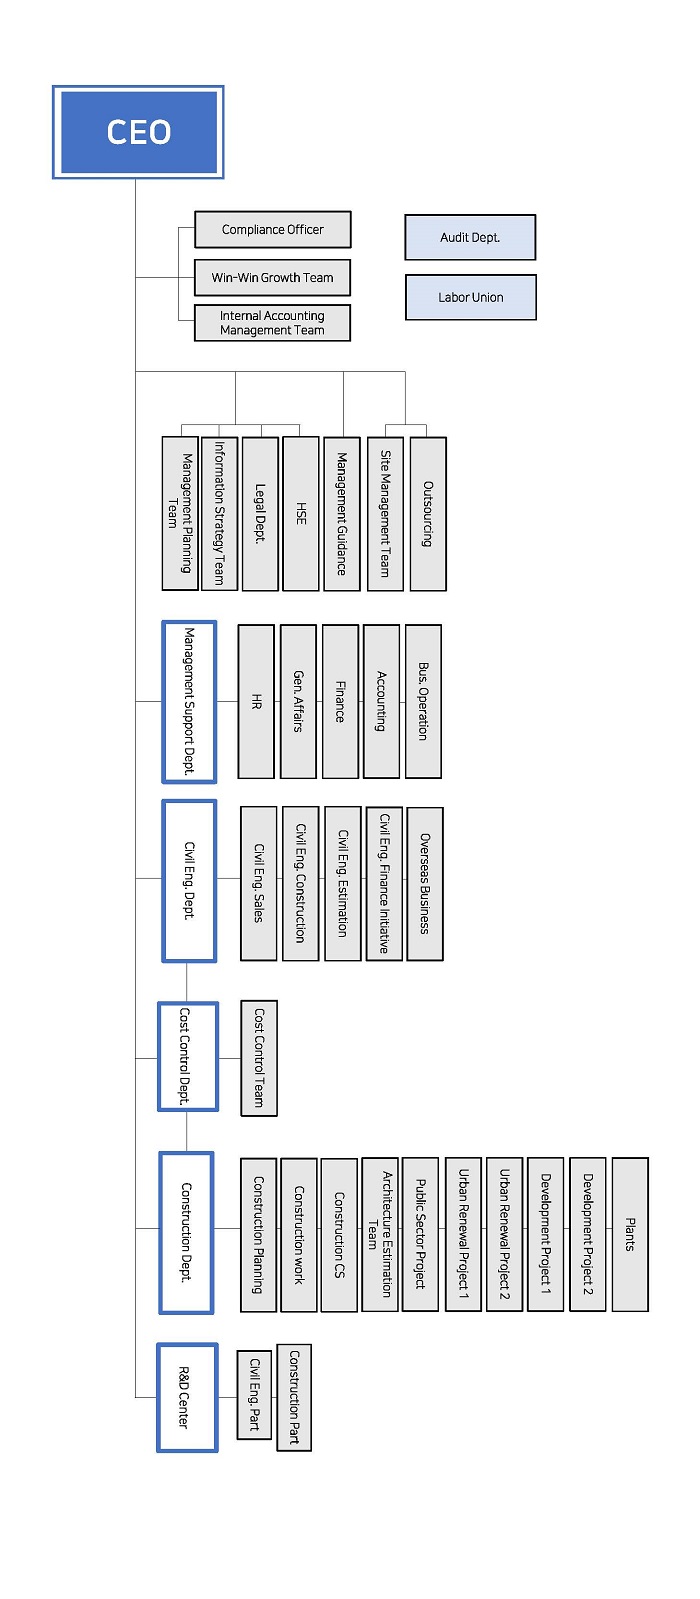 CEO
Compliance Officer
Audit Dept.
Win-Win Growth Team
Labor Union
Internal Accounting
Management Team
Management Planning
Team
Information Strategy Team
Legal Dept.
HSE
Management Guidance
Site Management Team
Outsourcing
Management Support Dept.
HR
Gen. Affairs
Finance
Accounting
Bus. Operation
Civil Eng. Dept.
Civil Eng. Sales
Civil Eng. Construction
Civil Eng. Estimation
Civil Eng. Finance Initiative
Overseas Business
Cost Control Dept.
Cost Control Team
Construction Dept.
Construction Planning
Construction work
Construction CS
Architecture Estimation
Team
Public Sector Project
Urban Renewal Project 1
Urban Renewal Project 2
Development Project 1
Development Project 2
Plants
R&D Center
Civil Eng. Part
Construction Part